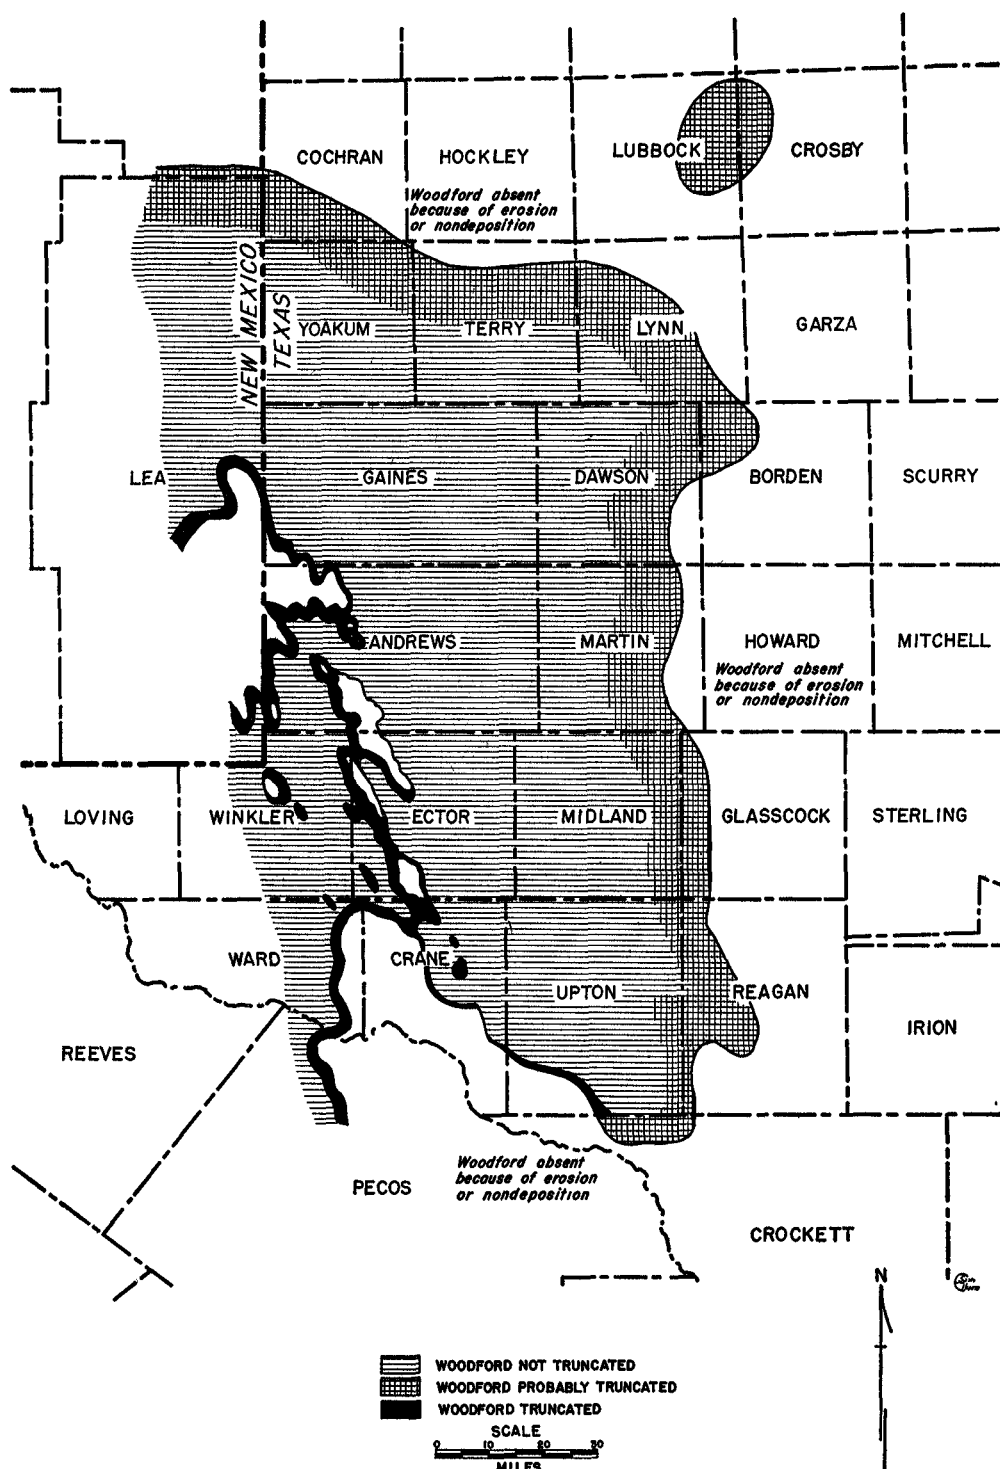 COCHRAN
HOCKLEY
LUBBOCK
CROSBY
Woodford absent
because of erosion
or nondeposition
NEW MEXICO
TEXAS
YOAKUM
TERRY
LYNN
GARZA
LEA
GAINES
DAWSON
BORDEN
SCURRY
ANDREWS
MARTIN
HOWARD
MITCHELL
Woodford absent
because of erosion
or nondeposition
LOVING
WINKLER
ECTOR
MIDLAND
GLASSCOCK
STERLING
WARD
CRANE
UPTON
REAGAN
IRION
REEVES
PECOS
Woodford absent
because of erosion
or nondeposition
CROCKETT
N
WOODFORD NOT TRUNCATED
WOODFORD PROBABLY TRUNCATED
WOODFORD TRUNCATED
SCALE
0 10 20 30
MILES